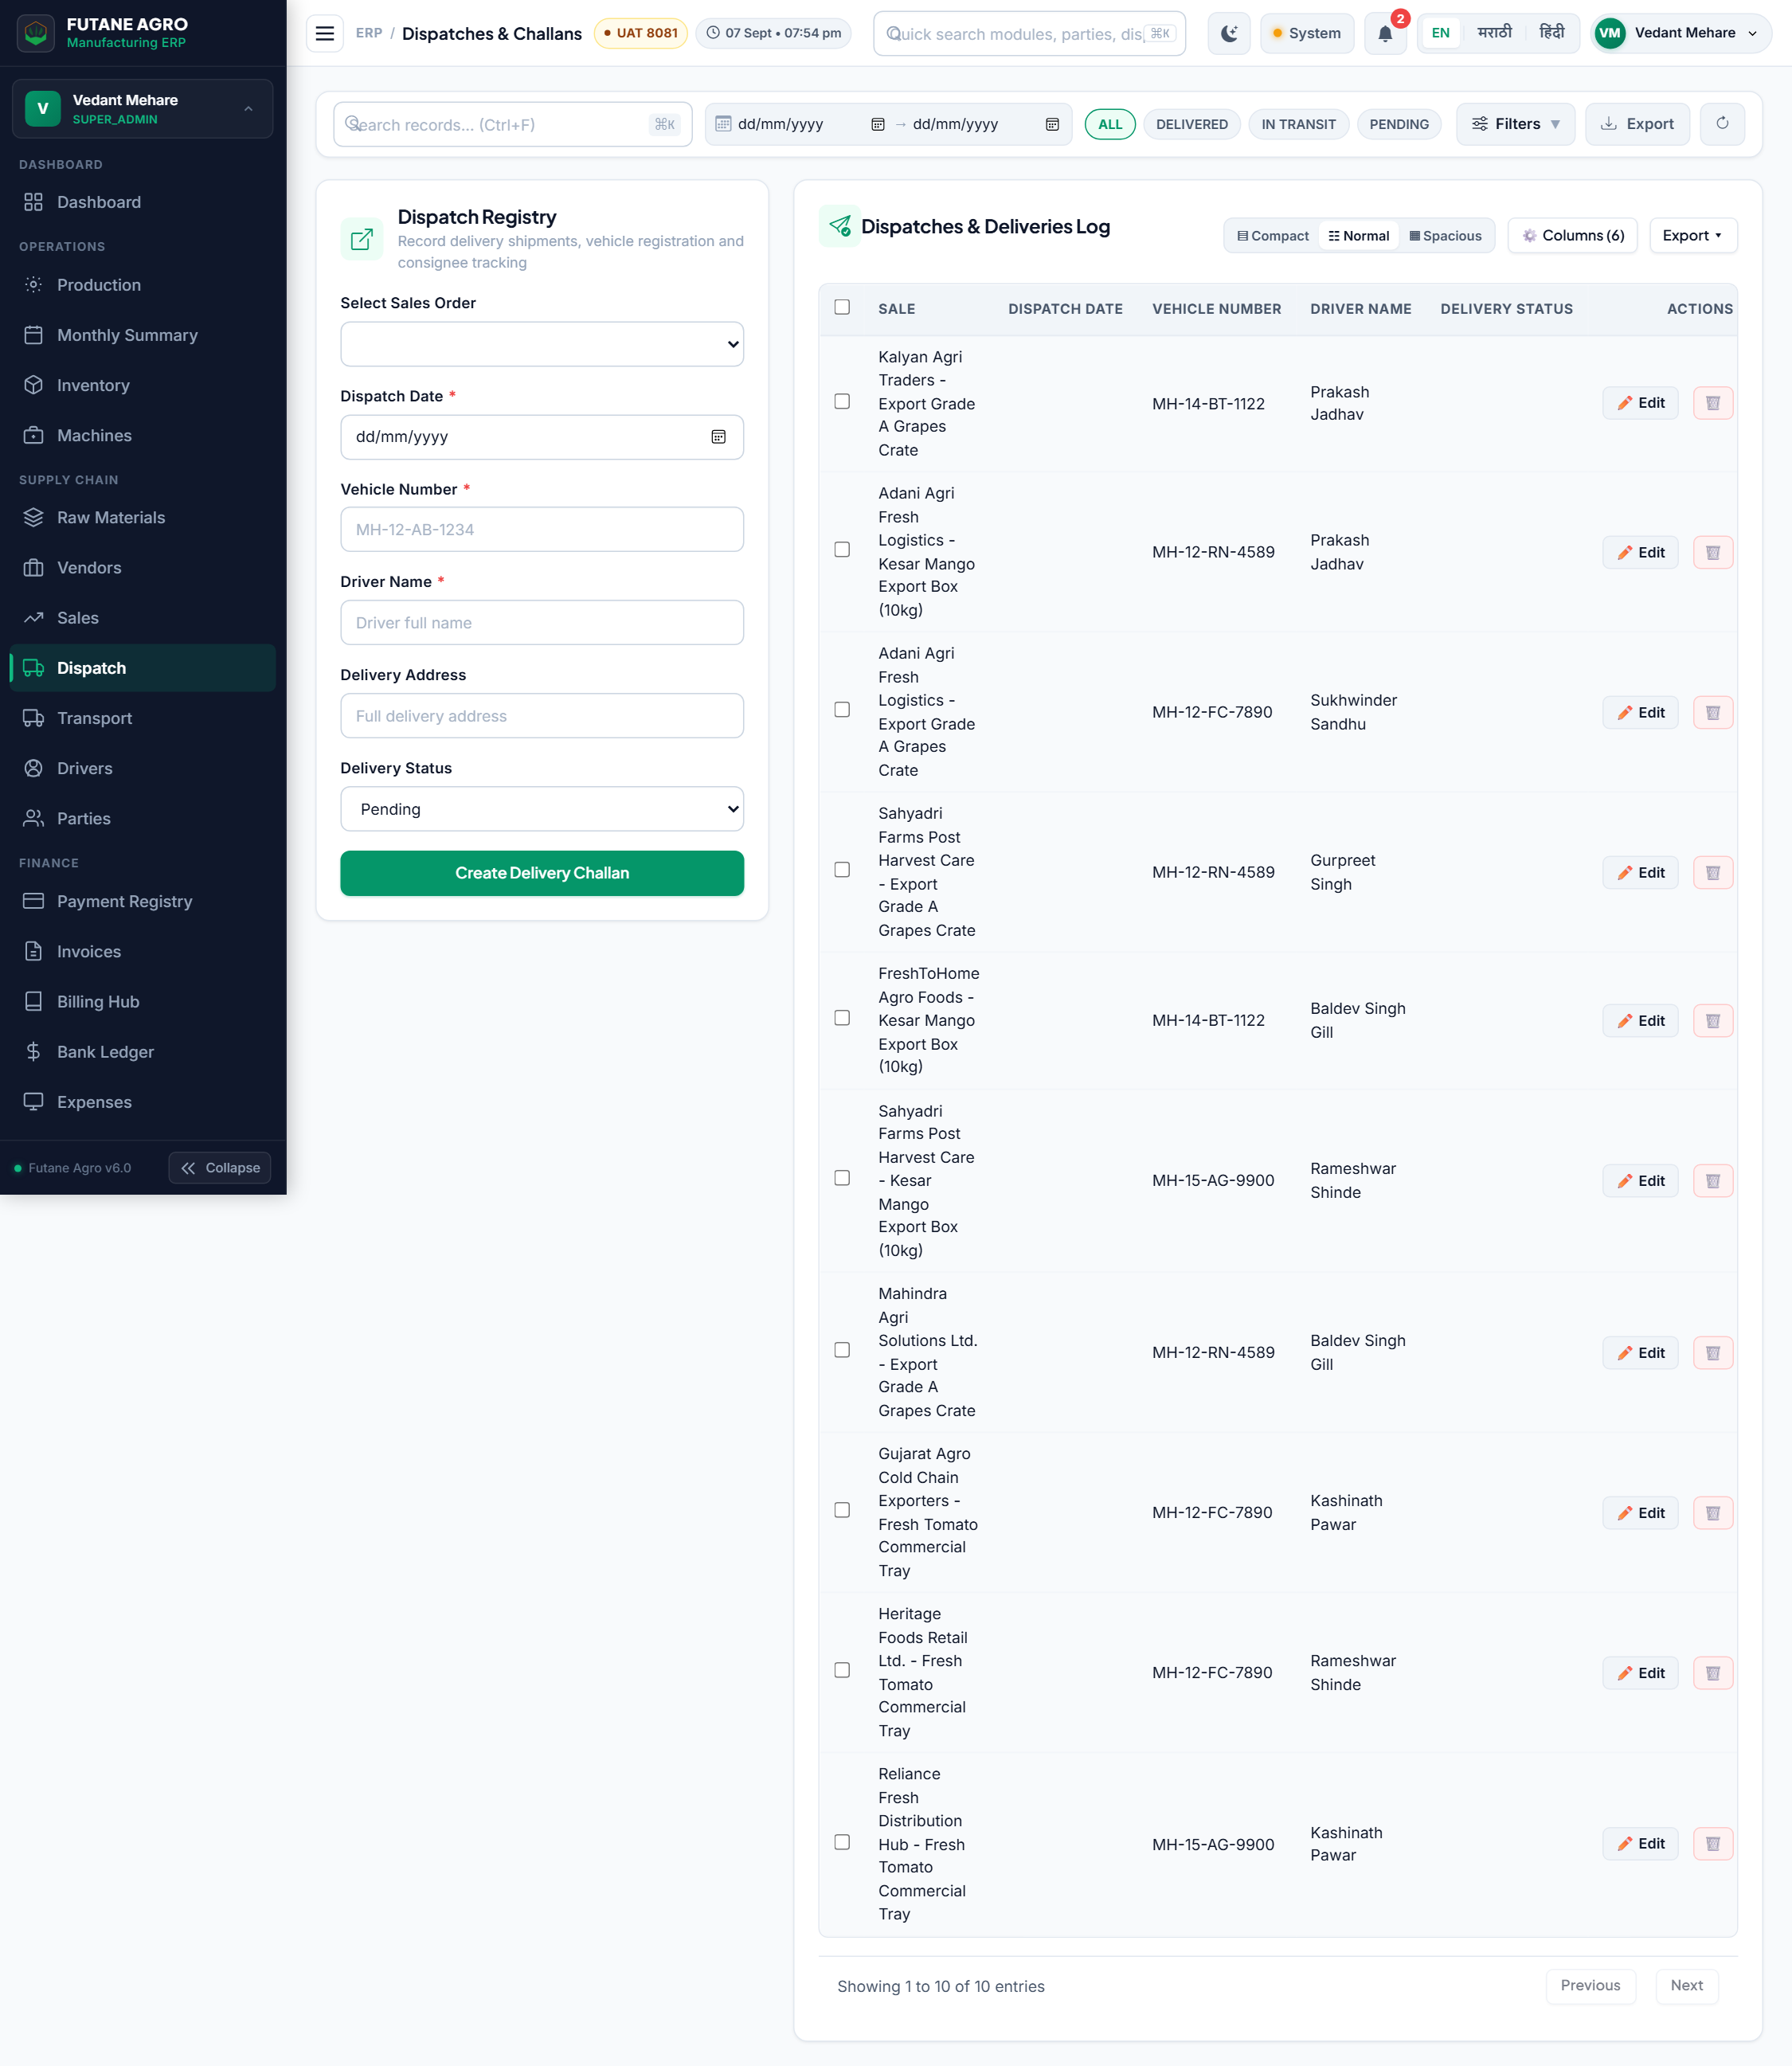 FUTANE AGRO
Manufacturing ERP
V
Vedant Mehare
SUPER_ADMIN
DASHBOARD
Dashboard
OPERATIONS
Production
Monthly Summary
Inventory
Machines
SUPPLY CHAIN
Raw Materials
Vendors
Sales
Dispatch
Transport
Drivers
Parties
FINANCE
Payment Registry
Invoices
Billing Hub
Bank Ledger
Expenses
Futane Agro v6.0
Collapse
ERP / Dispatches & Challans
UAT 8081
07 Sept • 07:54 pm
Quick search modules, parties, dis
⌘K
System
2
EN
मराठी
हिंदी
VM
Vedant Mehare
Search records... (Ctrl+F)
⌘K
dd/mm/yyyy → dd/mm/yyyy
ALL
DELIVERED
IN TRANSIT
PENDING
Filters ▼
Export
Dispatch Registry
Record delivery shipments, vehicle registration and
consignee tracking
Select Sales Order
Dispatch Date *
dd/mm/yyyy
Vehicle Number *
MH-12-AB-1234
Driver Name *
Driver full name
Delivery Address
Full delivery address
Delivery Status
Pending
Create Delivery Challan
Dispatches & Deliveries Log
Compact
Normal
Spacious
Columns (6)
Export ▾
SALE DISPATCH DATE VEHICLE NUMBER DRIVER NAME DELIVERY STATUS ACTIONS
Kalyan Agri
Traders -
Export Grade
A Grapes
Crate
MH-14-BT-1122
Prakash
Jadhav
Edit
Adani Agri
Fresh
Logistics -
Kesar Mango
Export Box
(10kg)
MH-12-RN-4589
Prakash
Jadhav
Edit
Adani Agri
Fresh
Logistics -
Export Grade
A Grapes
Crate
MH-12-FC-7890
Sukhwinder
Sandhu
Edit
Sahyadri
Farms Post
Harvest Care
- Export
Grade A
Grapes Crate
MH-12-RN-4589
Gurpreet
Singh
Edit
FreshToHome
Agro Foods -
Kesar Mango
Export Box
(10kg)
MH-14-BT-1122
Baldev Singh
Gill
Edit
Sahyadri
Farms Post
Harvest Care
- Kesar
Mango
Export Box
(10kg)
MH-15-AG-9900
Rameshwar
Shinde
Edit
Mahindra
Agri
Solutions Ltd.
- Export
Grade A
Grapes Crate
MH-12-RN-4589
Baldev Singh
Gill
Edit
Gujarat Agro
Cold Chain
Exporters -
Fresh Tomato
Commercial
Tray
MH-12-FC-7890
Kashinath
Pawar
Edit
Heritage
Foods Retail
Ltd. - Fresh
Tomato
Commercial
Tray
MH-12-FC-7890
Rameshwar
Shinde
Edit
Reliance
Fresh
Distribution
Hub - Fresh
Tomato
Commercial
Tray
MH-15-AG-9900
Kashinath
Pawar
Edit
Showing 1 to 10 of 10 entries
Previous
Next